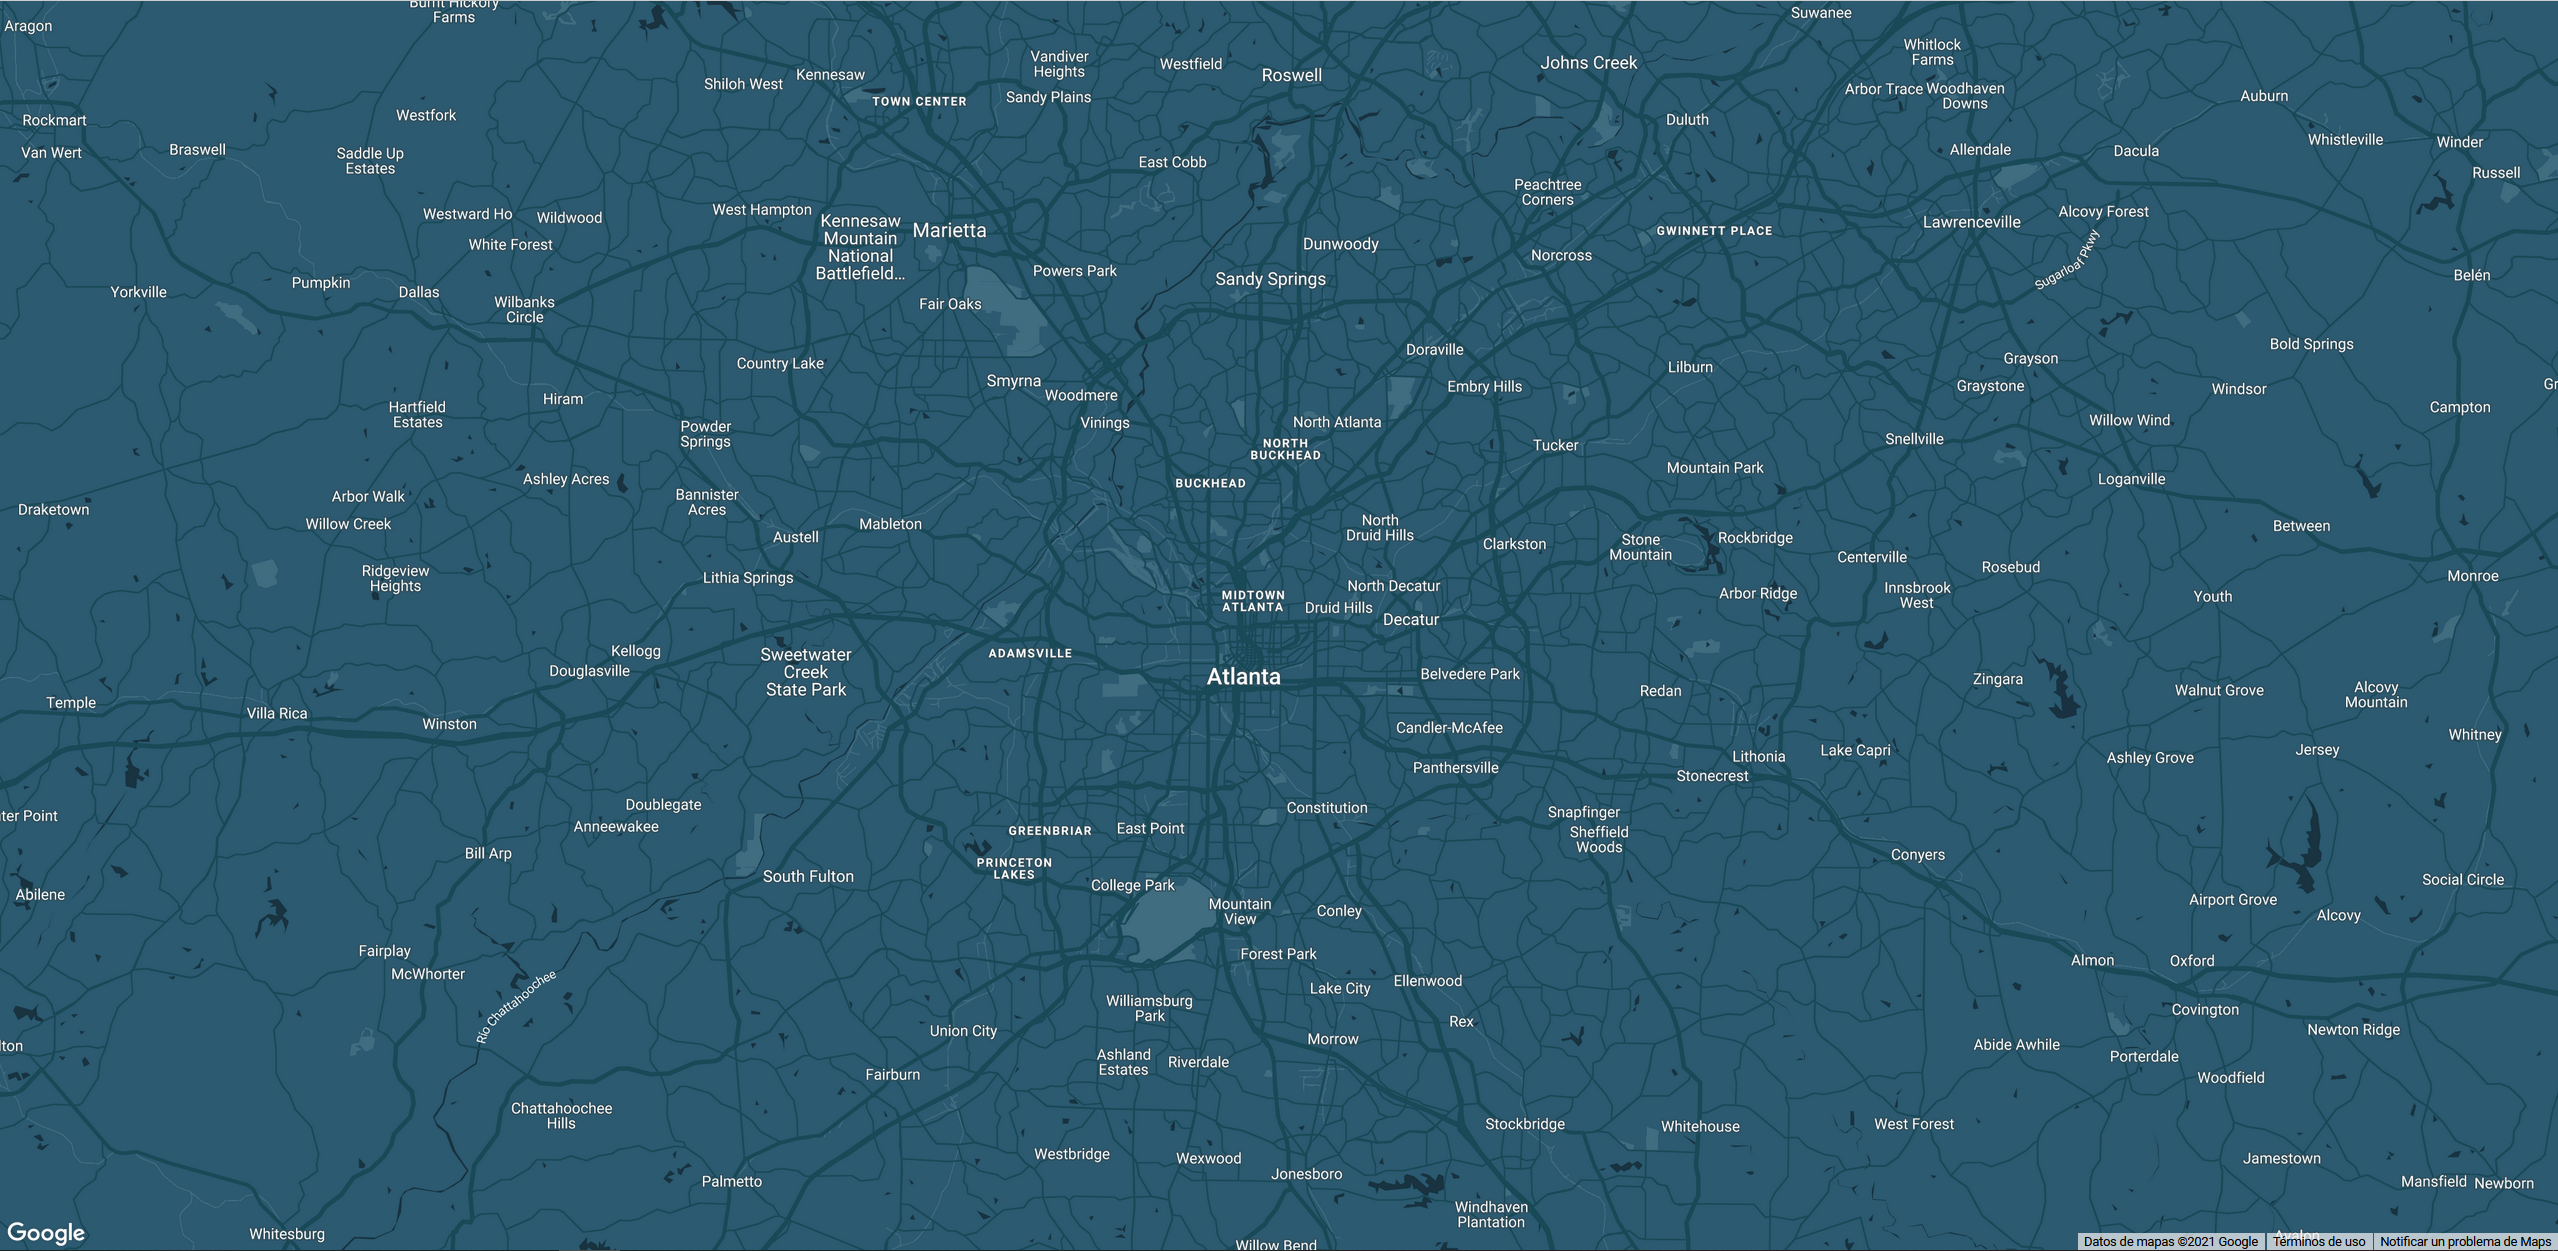 Burnt Hickory
Farms
Aragon
Suwanee
Vandiver
Heights
Westfield
Roswell
Johns Creek
Whitlock
Farms
Shiloh West
Kennesaw
TOWN CENTER
Sandy Plains
Arbor Trace
Woodhaven
Downs
Auburn
Rockmart
Westfork
Duluth
Van Wert
Braswell
Saddle Up
Estates
East Cobb
Allendale
Dacula
Whistleville
Winder
Russell
Peachtree
Corners
Westward Ho
Wildwood
West Hampton
Kennesaw
Mountain
National
Battlefield...
Marietta
White Forest
Dunwoody
Norcross
GWINNETT PLACE
Lawrenceville
Alcovy Forest
Sugarloaf Pkwy
Belén
Yorkville
Pumpkin
Dallas
Wilbanks
Circle
Powers Park
Fair Oaks
Sandy Springs
Country Lake
Doraville
Lilburn
Grayson
Bold Springs
Smyrna
Woodmere
Embry Hills
Graystone
Windsor
Gr
Hartfield
Estates
Hiram
Vinings
North Atlanta
Campton
Powder
Springs
NORTH
BUCKHEAD
Tucker
Snellville
Willow Wind
Ashley Acres
BUCKHEAD
Mountain Park
Loganville
Draketown
Arbor Walk
Willow Creek
Bannister
Acres
Austell
Mableton
North
Druid Hills
Clarkston
Stone
Mountain
Rockbridge
Between
Centerville
Ridgeview
Heights
Lithia Springs
North Decatur
Rosebud
Monroe
MIDTOWN
ATLANTA
Druid Hills
Decatur
Arbor Ridge
Innsbrook
West
Youth
Kellogg
Douglasville
Sweetwater
Creek
State Park
ADAMSVILLE
Atlanta
Belvedere Park
Redan
Zingara
Walnut Grove
Alcovy
Mountain
Temple
Villa Rica
Winston
Candler-McAfee
Whitney
Panthersville
Lithonia
Stonecrest
Lake Capri
Ashley Grove
Jersey
ter Point
Doublegate
Anneewakee
Constitution
Snapfinger
Sheffield
Woods
GREENBRIAR
East Point
Bill Arp
PRINCETON
LAKES
Conyers
South Fulton
College Park
Social Circle
Abilene
Mountain
View
Conley
Airport Grove
Alcovy
Fairplay
McWhorter
Forest Park
Almon
Oxford
Río Chattahoochee
Lake City
Ellenwood
Williamsburg
Park
Covington
Union City
Rex
Newton Ridge
lton
Morrow
Abide Awhile
Ashland
Estates
Riverdale
Porterdale
Fairburn
Woodfield
Chattahoochee
Hills
Stockbridge
Whitehouse
West Forest
Westbridge
Wexwood
Jamestown
Palmetto
Jonesboro
Mansfield
Newborn
Windhaven
Plantation
Whitesburg
Willow Bend
Avalon
Google
Datos de mapas ©2021 Google
Términos de uso
Notificar un problema de Maps